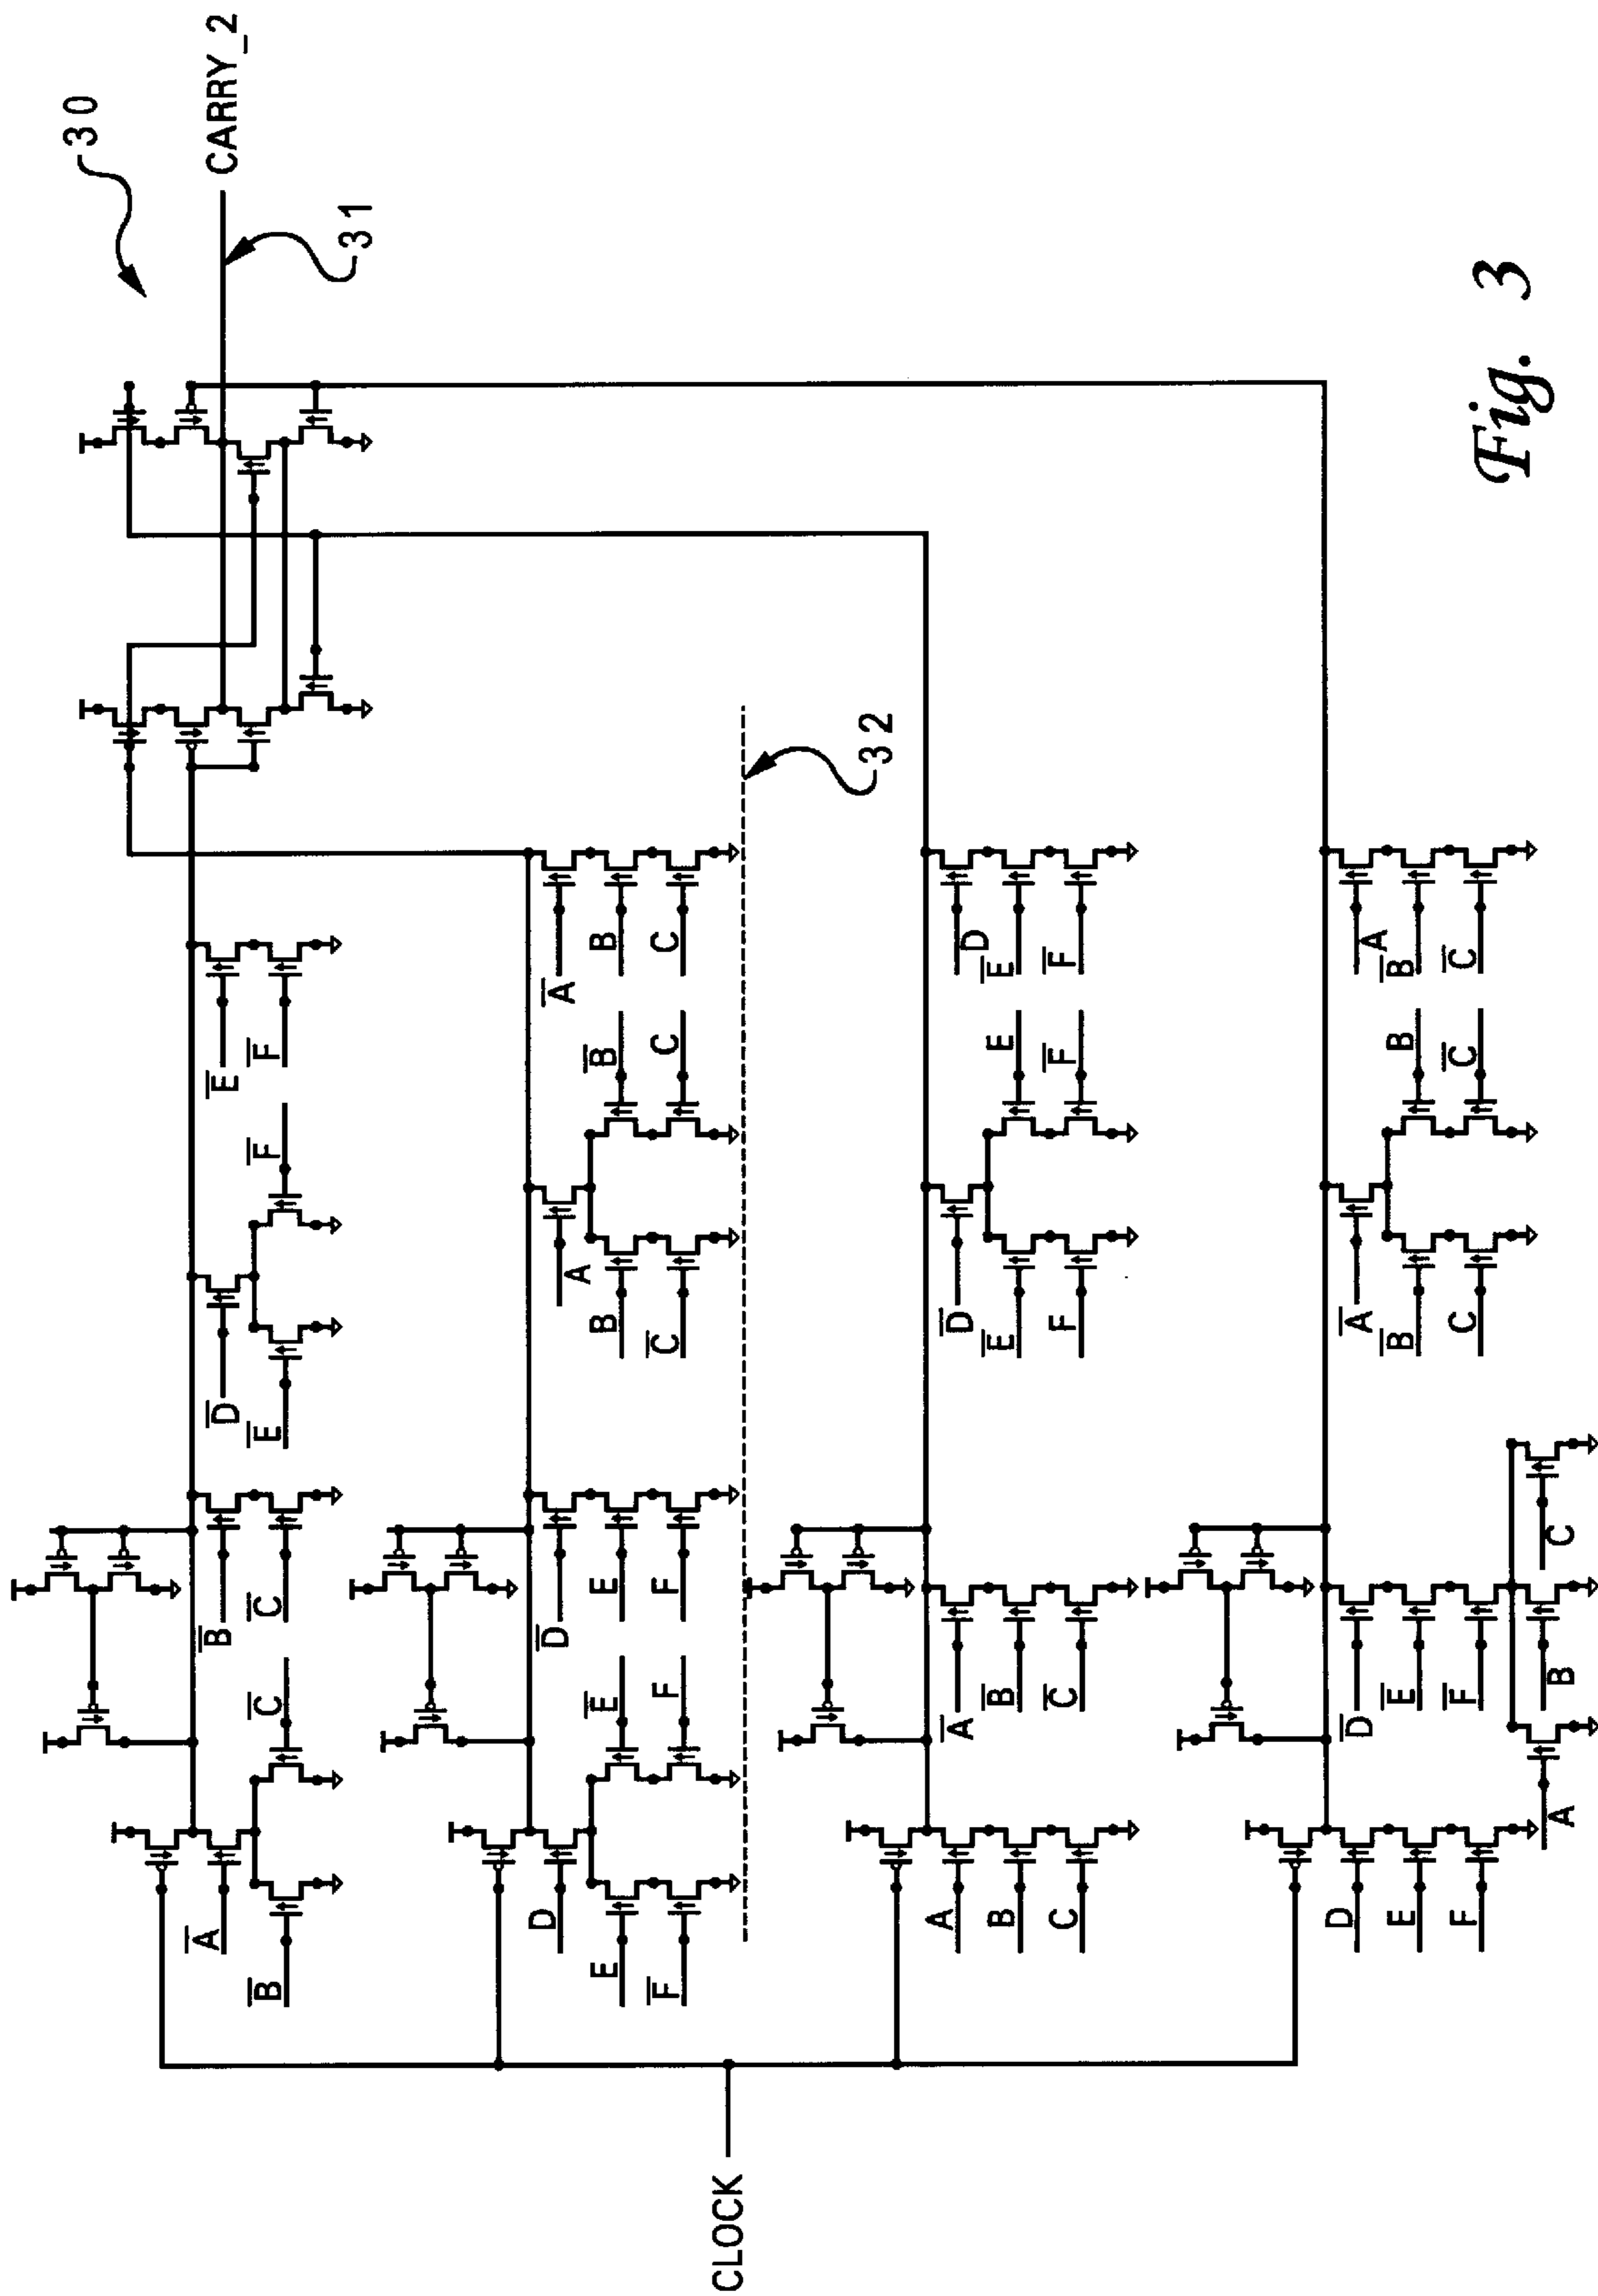 30
A̅ B̅ D̅ E̅ CARRY_2
B̅ C̅ C̅ E̅ F̅ F̅
31
D D̅ A A̅
E E̅ E B B̅ B
F̅ F F C̅ C C
CLOCK
32
A A̅ D̅ D
B B̅ E̅ E E̅
C C̅ F F̅ F̅
D D̅ A̅ A
E E̅ B̅ B B̅
F F̅ C C̅ C̅
A B C
Fig. 3